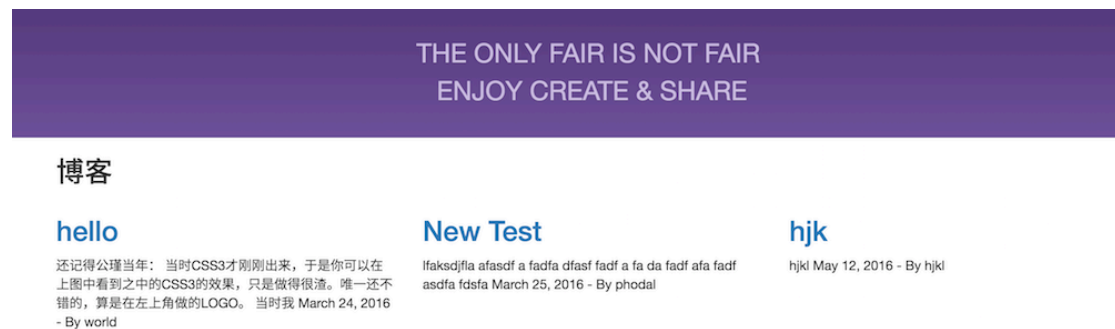 THE ONLY FAIR IS NOT FAIR
ENJOY CREATE & SHARE
博客
hello
还记得公瑾当年： 当时CSS3才刚刚出来，于是你可以在
上图中看到之中的CSS3的效果，只是做得很渣。唯一还不
错的，算是在左上角做的LOGO。 当时我 March 24, 2016
- By world
New Test
lfaksdjfla afasdf a fadfa dfasf fadf a fa da fadf afa fadf
asdfa fdsfa March 25, 2016 - By phodal
hjk
hjkl May 12, 2016 - By hjkl